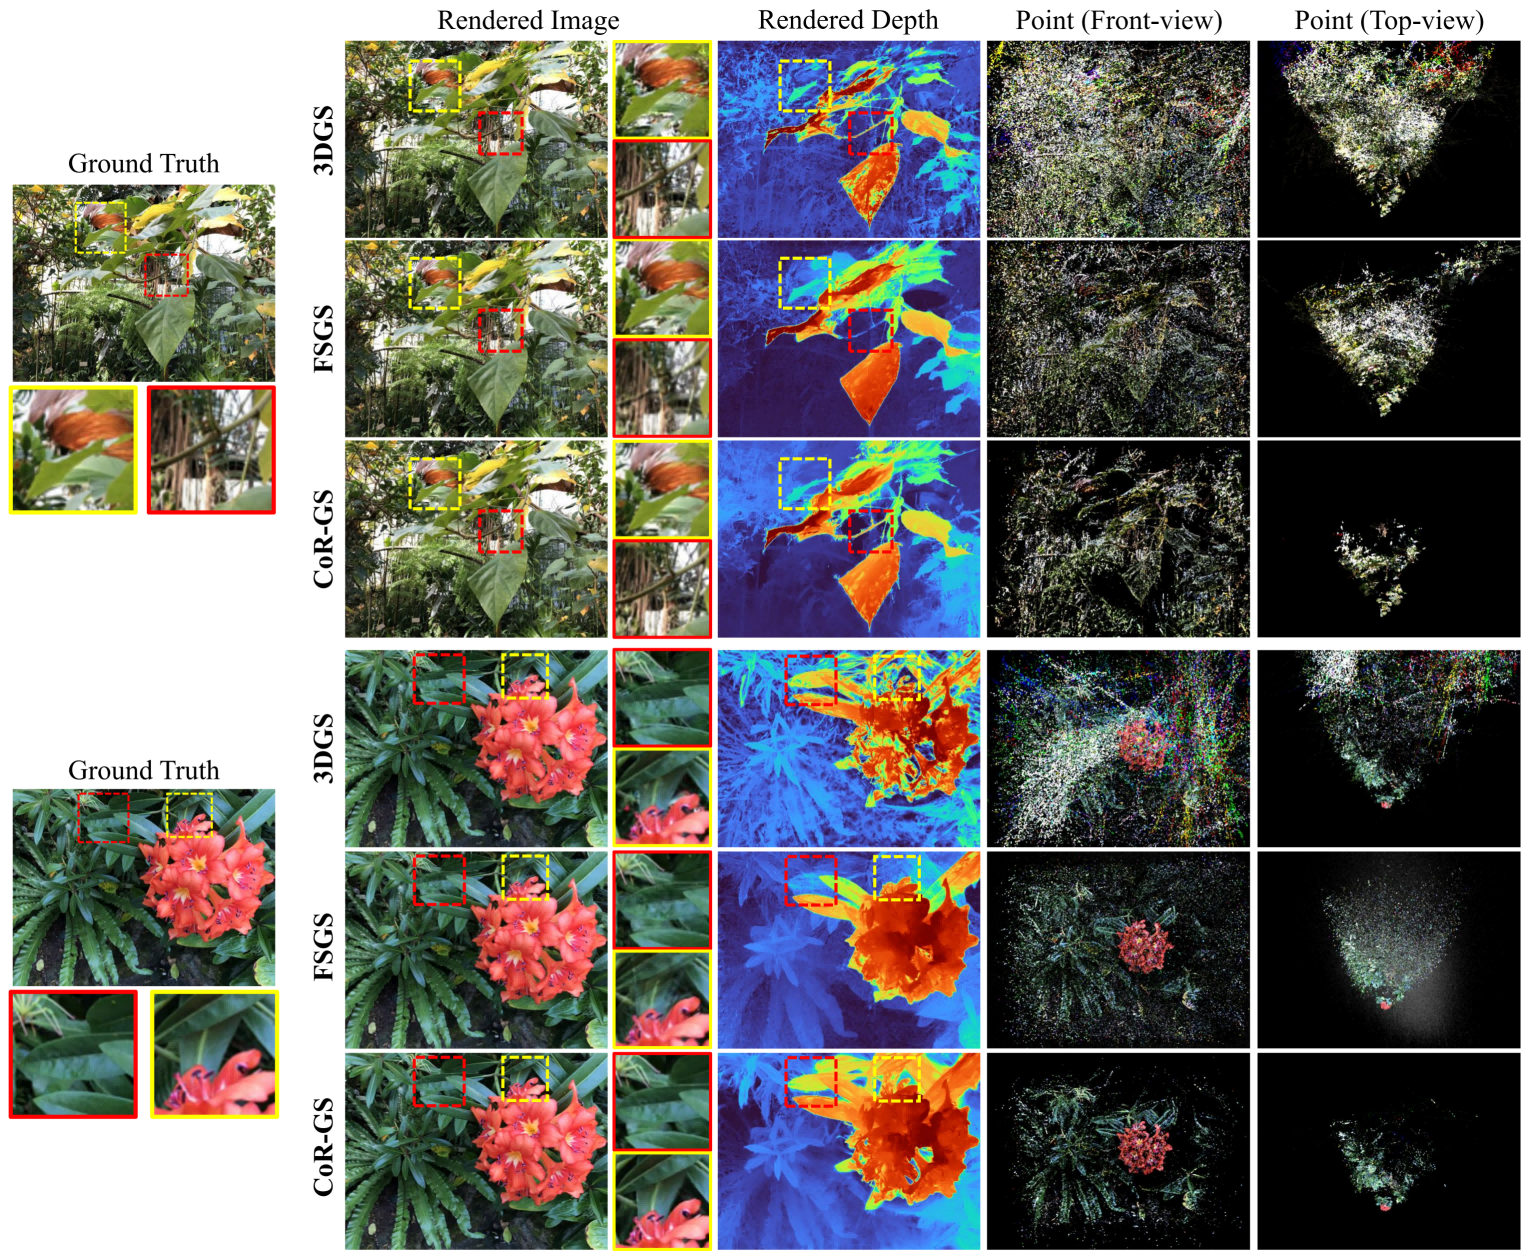 Rendered Image
Rendered Depth
Point (Front-view)
Point (Top-view)
3DGS
Ground Truth
FSGS
CoR-GS
3DGS
Ground Truth
FSGS
CoR-GS